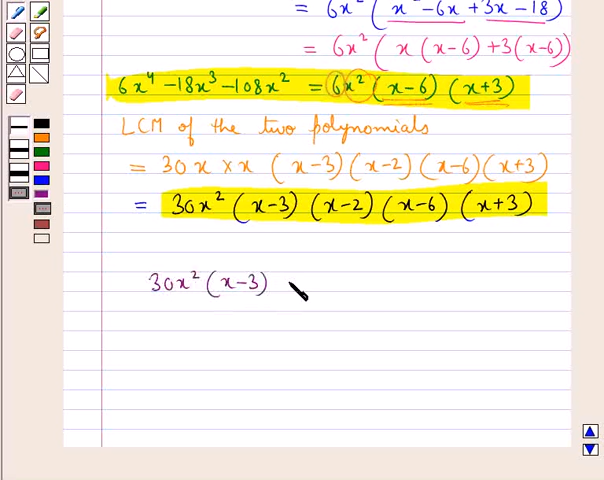 = 6x² ( x² - 6x + 3x - 18 )
= 6x² ( x (x-6) + 3 (x-6)
6x⁴ - 18x³ - 108x² = 6x² (x-6) (x+3)
LCM of the two polynomials
= 30x × x (x-3) (x-2) (x-6) (x+3)
= 30x² (x-3) (x-2) (x-6) (x+3)
30x² (x-3)